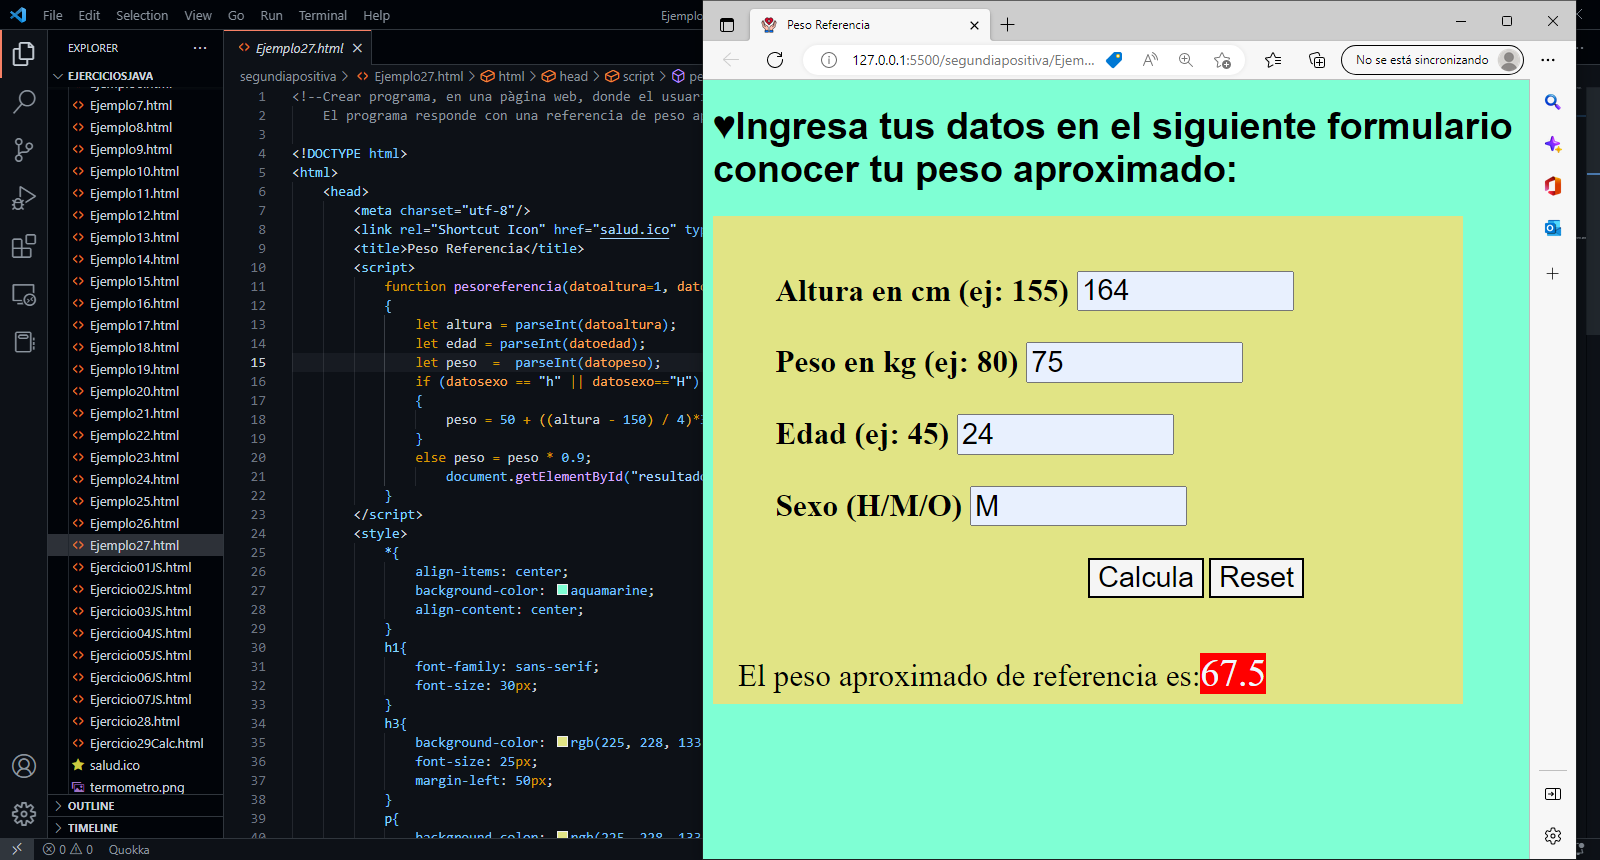 File Edit Selection View Go Run Terminal Help
Ejemplo
EXPLORER
EJERCICIOSJAVA
Ejemplo7.html
Ejemplo8.html
Ejemplo9.html
Ejemplo10.html
Ejemplo11.html
Ejemplo12.html
Ejemplo13.html
Ejemplo14.html
Ejemplo15.html
Ejemplo16.html
Ejemplo17.html
Ejemplo18.html
Ejemplo19.html
Ejemplo20.html
Ejemplo21.html
Ejemplo22.html
Ejemplo23.html
Ejemplo24.html
Ejemplo25.html
Ejemplo26.html
Ejemplo27.html
Ejercicio01JS.html
Ejercicio02JS.html
Ejercicio03JS.html
Ejercicio04JS.html
Ejercicio05JS.html
Ejercicio06JS.html
Ejercicio07JS.html
Ejercicio28.html
Ejercicio29Calc.html
salud.ico
termometro.png
OUTLINE
TIMELINE
0 0 Quokka
Ejemplo27.html
segundiapositiva > Ejemplo27.html > html > head > script > pe
1 <!--Crear programa, en una pàgina web, donde el usuari
2 El programa responde con una referencia de peso ap
3
4 <!DOCTYPE html>
5 <html>
6 <head>
7 <meta charset="utf-8"/>
8 <link rel="Shortcut Icon" href="salud.ico" typ
9 <title>Peso Referencia</title>
10 <script>
11 function pesoreferencia(datoaltura=1, dato
12 {
13 let altura = parseInt(datoaltura);
14 let edad = parseInt(datoedad);
15 let peso = parseInt(datopeso);
16 if (datosexo == "h" || datosexo=="H")
17 {
18 peso = 50 + ((altura - 150) / 4)*
19 }
20 else peso = peso * 0.9;
21 document.getElementById("resultado
22 }
23 </script>
24 <style>
25 *{
26 align-items: center;
27 background-color: aquamarine;
28 align-content: center;
29 }
30 h1{
31 font-family: sans-serif;
32 font-size: 30px;
33 }
34 h3{
35 background-color: rgb(225, 228, 133
36 font-size: 25px;
37 margin-left: 50px;
38 }
39 p{
40 background-color: rgb(225, 228, 133
Peso Referencia
127.0.0.1:5500/segundiapositiva/Ejem...
No se está sincronizando
♥Ingresa tus datos en el siguiente formulario
conocer tu peso aproximado:
Altura en cm (ej: 155) 164
Peso en kg (ej: 80) 75
Edad (ej: 45) 24
Sexo (H/M/O) M
Calcula Reset
El peso aproximado de referencia es:67.5